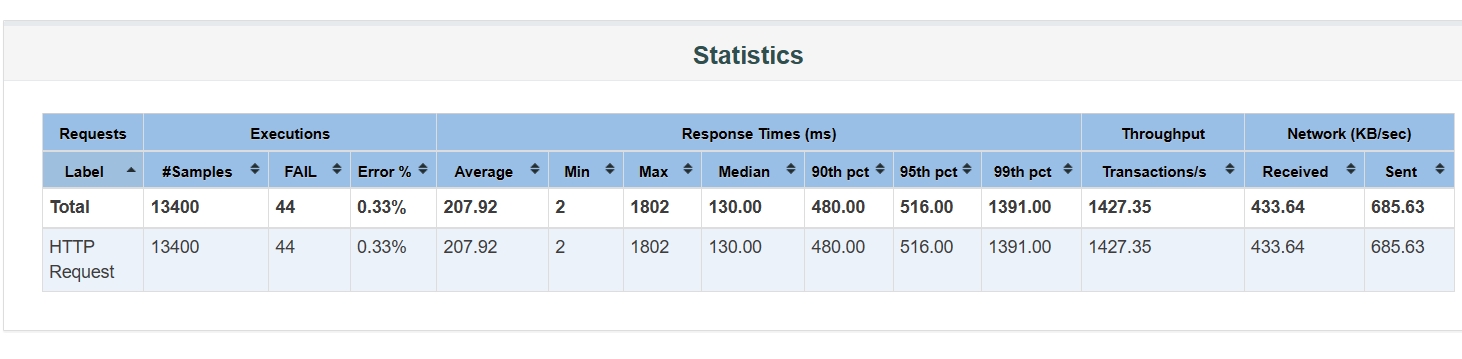 Statistics
Requests Executions Response Times (ms) Throughput Network (KB/sec)
Label #Samples FAIL Error % Average Min Max Median 90th pct 95th pct 99th pct Transactions/s Received Sent
Total 13400 44 0.33% 207.92 2 1802 130.00 480.00 516.00 1391.00 1427.35 433.64 685.63
HTTP 13400 44 0.33% 207.92 2 1802 130.00 480.00 516.00 1391.00 1427.35 433.64 685.63
Request